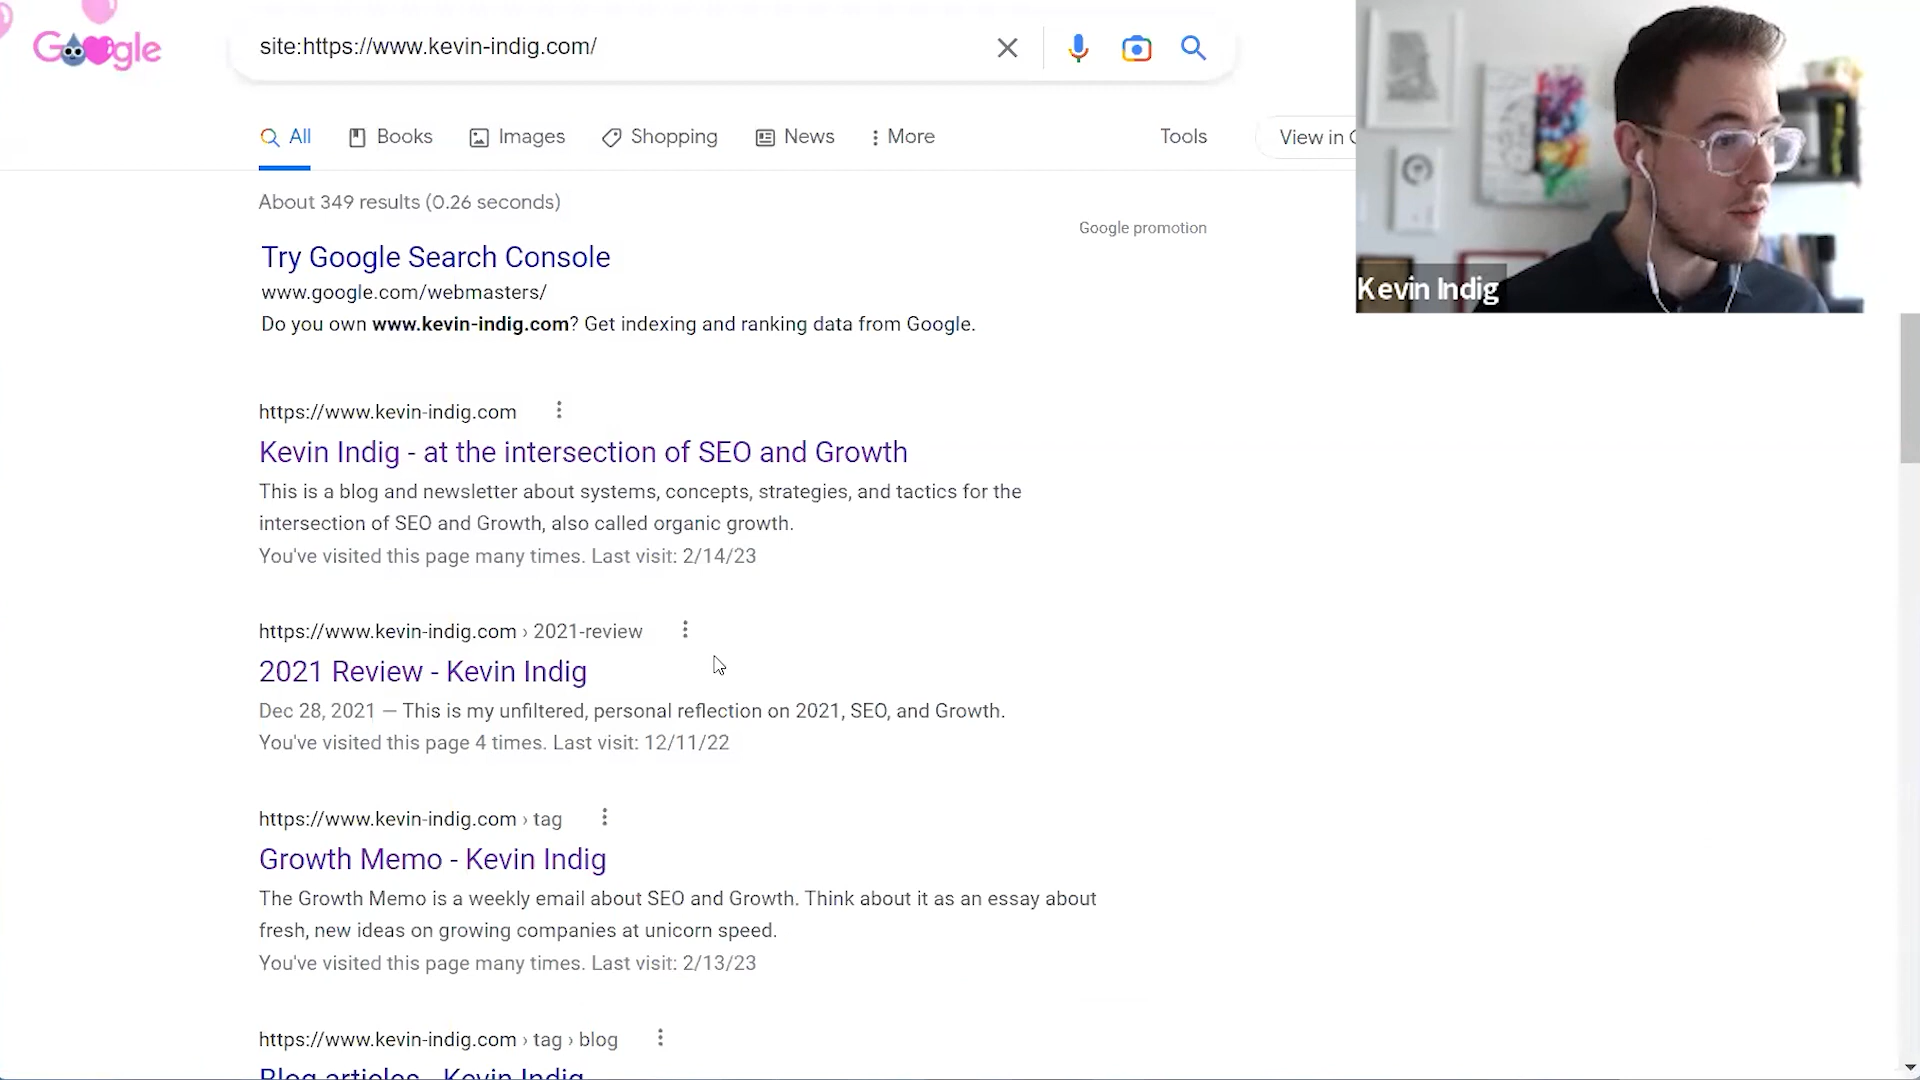 Google
site:https://www.kevin-indig.com/
All
Books
Images
Shopping
News
More
Tools
View in
About 349 results (0.26 seconds)
Google promotion
Try Google Search Console
www.google.com/webmasters/
Do you own www.kevin-indig.com? Get indexing and ranking data from Google.
Kevin Indig
https://www.kevin-indig.com
Kevin Indig - at the intersection of SEO and Growth
This is a blog and newsletter about systems, concepts, strategies, and tactics for the
intersection of SEO and Growth, also called organic growth.
You've visited this page many times. Last visit: 2/14/23
https://www.kevin-indig.com › 2021-review
2021 Review - Kevin Indig
Dec 28, 2021 — This is my unfiltered, personal reflection on 2021, SEO, and Growth.
You've visited this page 4 times. Last visit: 12/11/22
https://www.kevin-indig.com › tag
Growth Memo - Kevin Indig
The Growth Memo is a weekly email about SEO and Growth. Think about it as an essay about
fresh, new ideas on growing companies at unicorn speed.
You've visited this page many times. Last visit: 2/13/23
https://www.kevin-indig.com › tag › blog
Blog articles - Kevin Indig